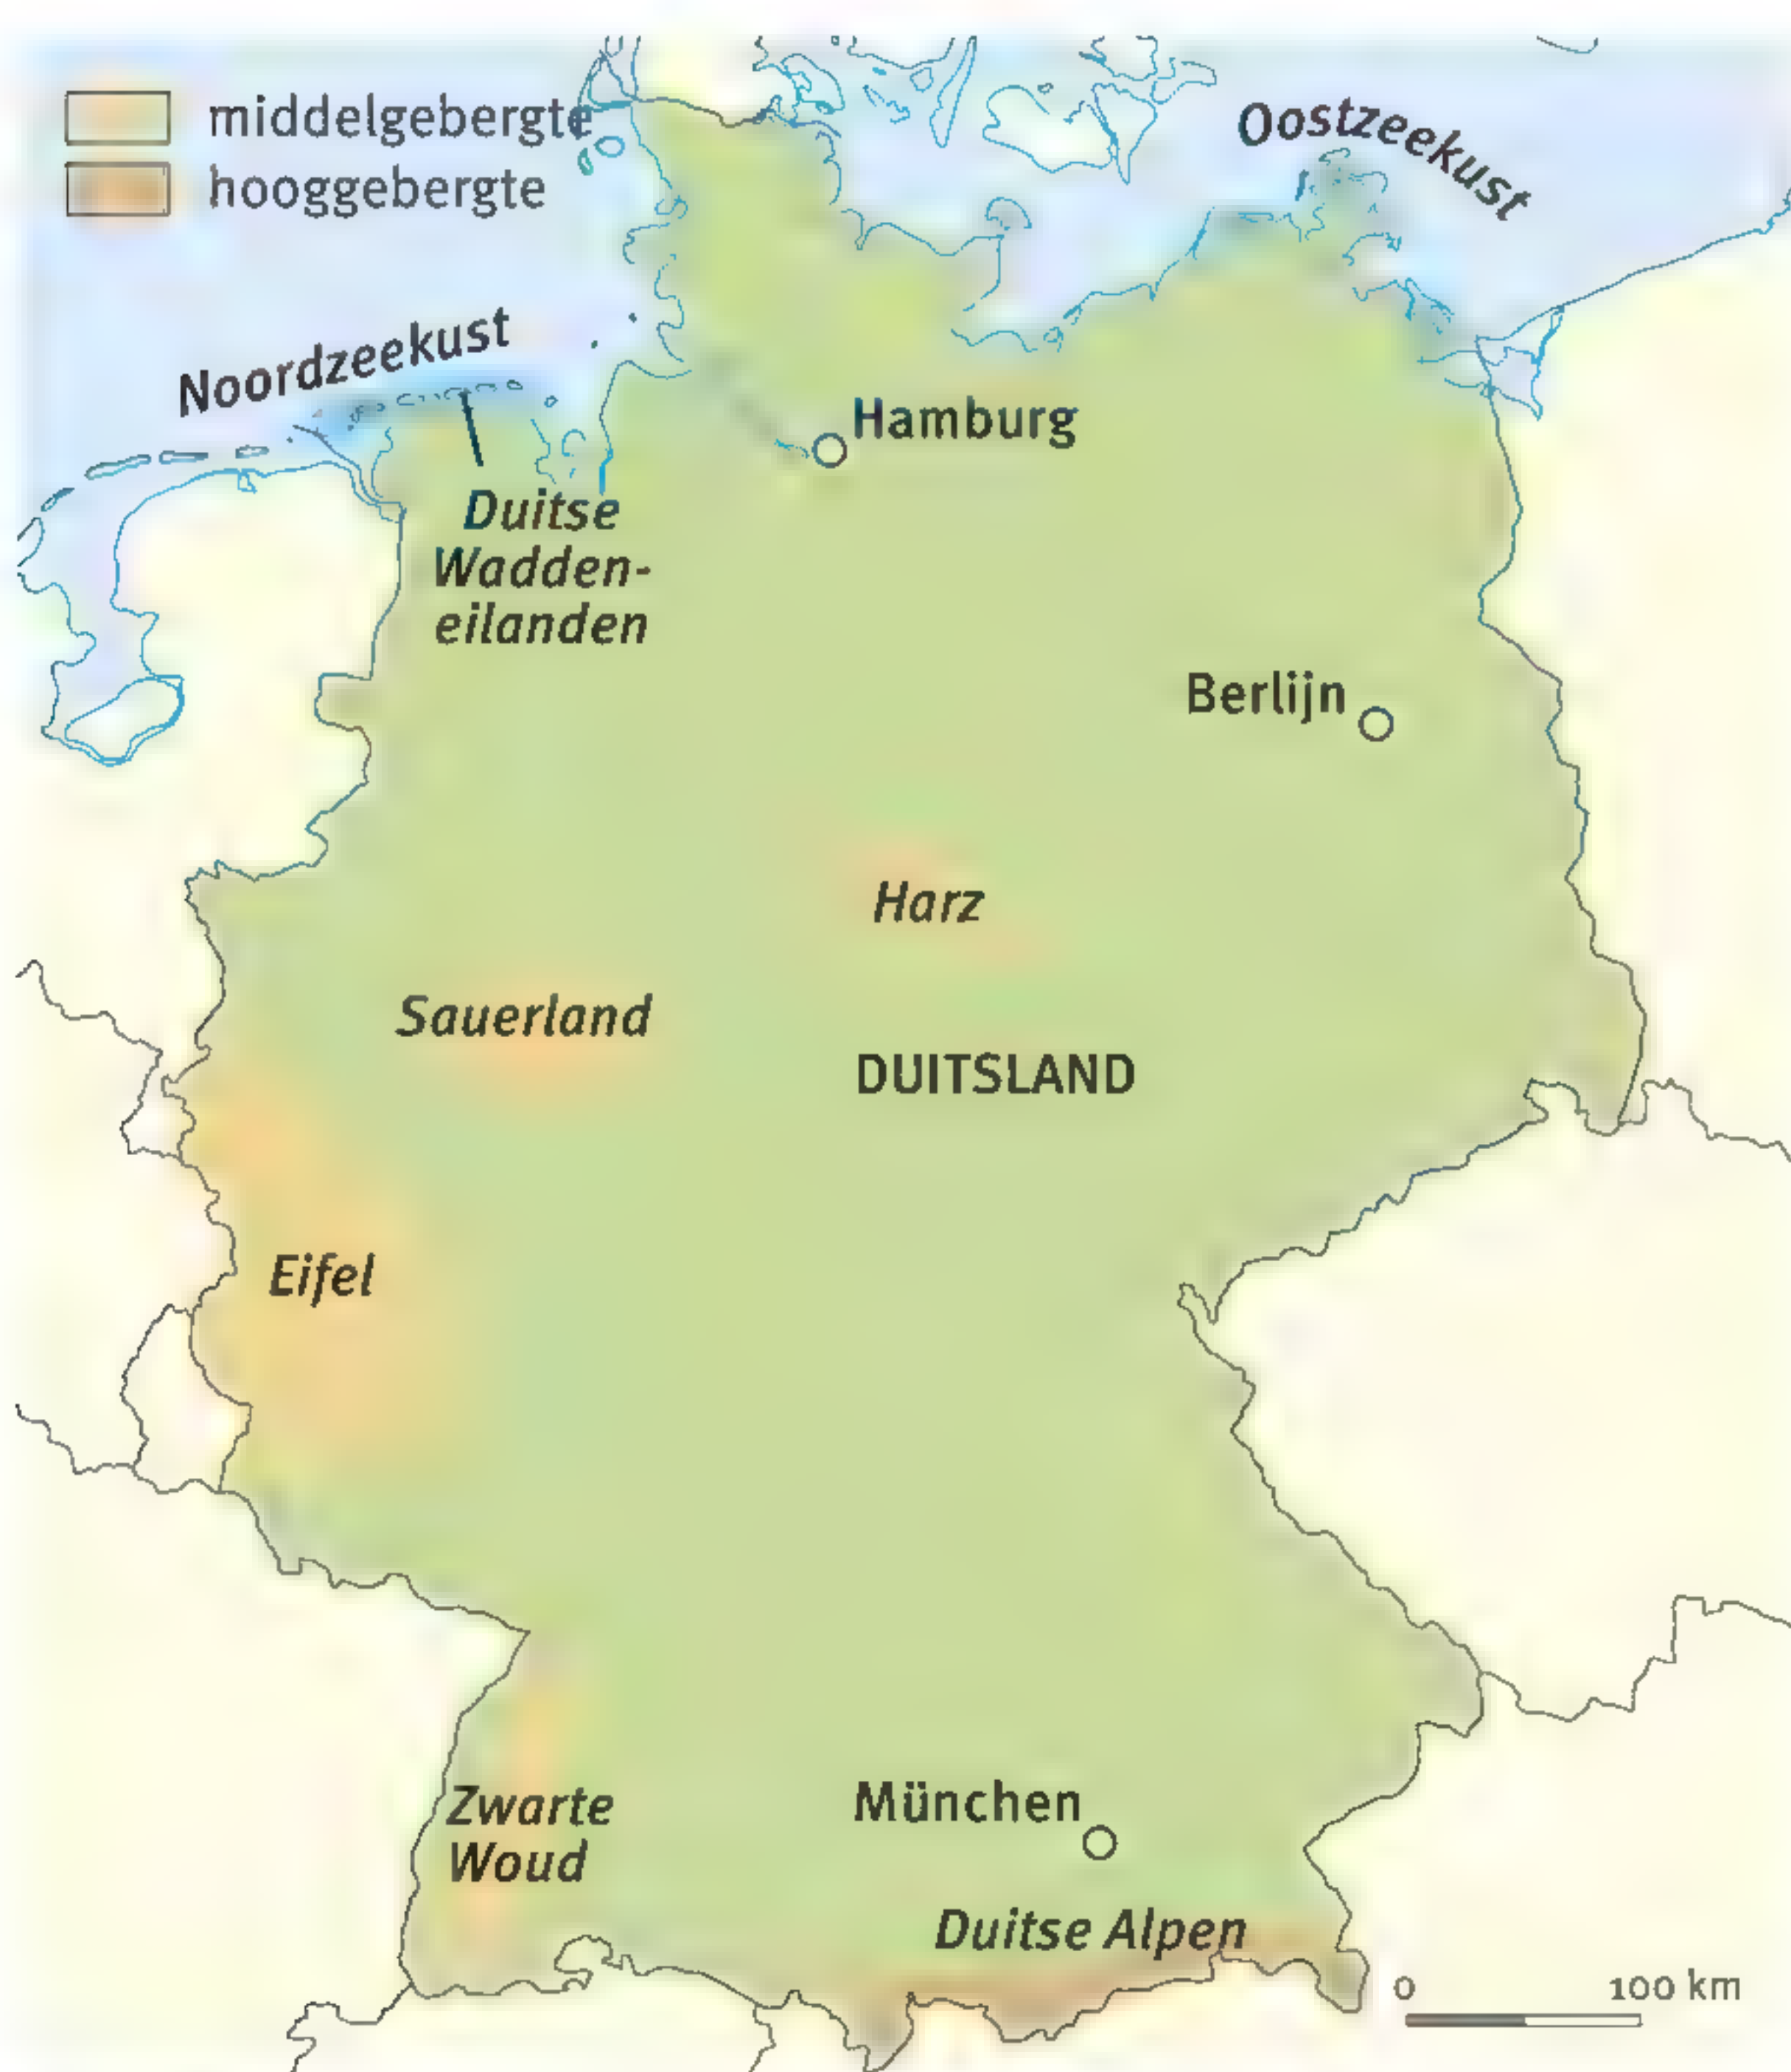 middelgebergte
hooggebergte
Oostzeekust
Noordzeekust
Hamburg
Duitse
Wadden-
eilanden
Berlijn
Harz
Sauerland
DUITSLAND
Eifel
Zwarte
Woud
München
Duitse Alpen
0 100 km